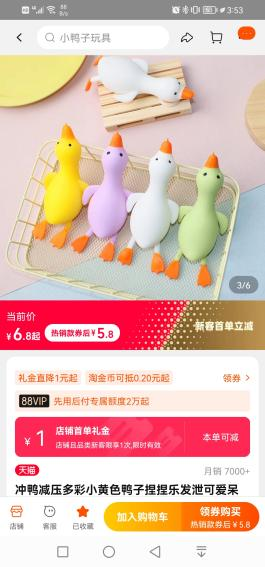 88
B/s
3:53
小鸭子玩具
3/6
当前价
¥6.8起
热销款券后¥5.8
新客首单立减
礼金直降1元起
淘金币可抵0.20元起
领券
88VIP
先用后付专属额度2万起
¥1
店铺首单礼金
店铺且品类新客限享1次,限时有效
本单可减
天猫
月销 7000+
冲鸭减压多彩小黄色鸭子捏捏乐发泄可爱呆
店铺
客服
已收藏
加入购物车
领券购买
热销款券后¥5.8